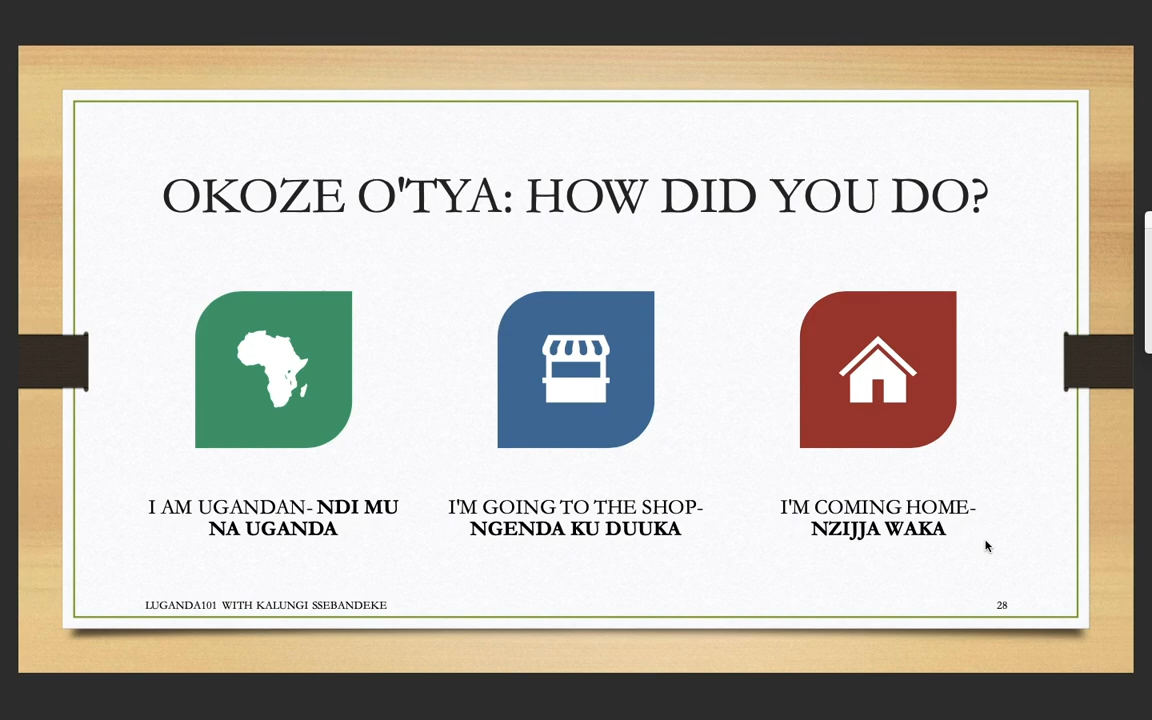 OKOZE O'TYA: HOW DID YOU DO?
I AM UGANDAN- NDI MU
NA UGANDA
I'M GOING TO THE SHOP-
NGENDA KU DUUKA
I'M COMING HOME-
NZIJJA WAKA
LUGANDA101 WITH KALUNGI SSEBANDEKE
28